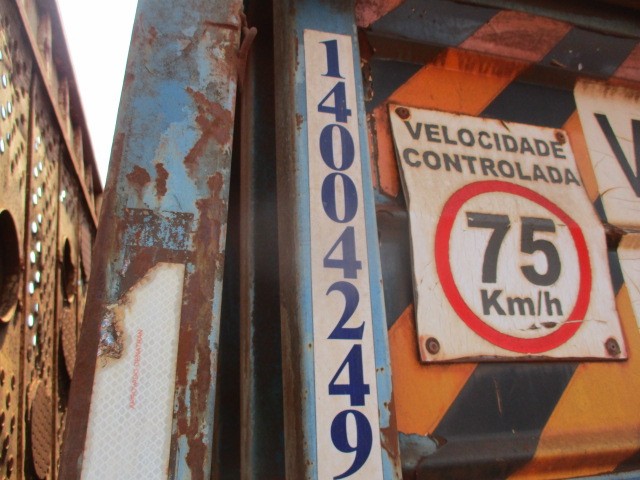 14004249
VELOCIDADE
CONTROLADA
75
Km/h